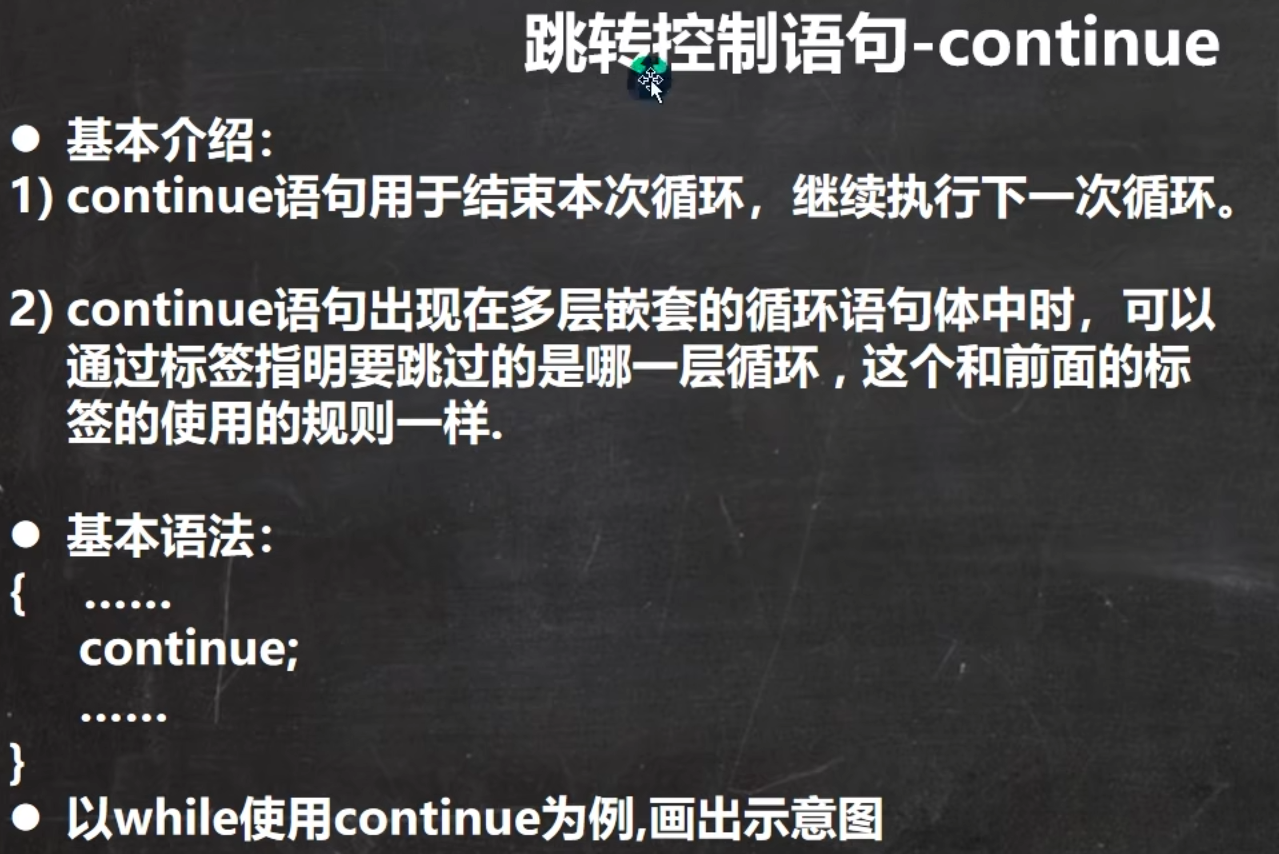 跳转控制语句-continue
● 基本介绍：
1) continue语句用于结束本次循环，继续执行下一次循环。
2) continue语句出现在多层嵌套的循环语句体中时，可以
通过标签指明要跳过的是哪一层循环 , 这个和前面的标
签的使用的规则一样.
● 基本语法：
{ ……
continue;
……
}
● 以while使用continue为例,画出示意图